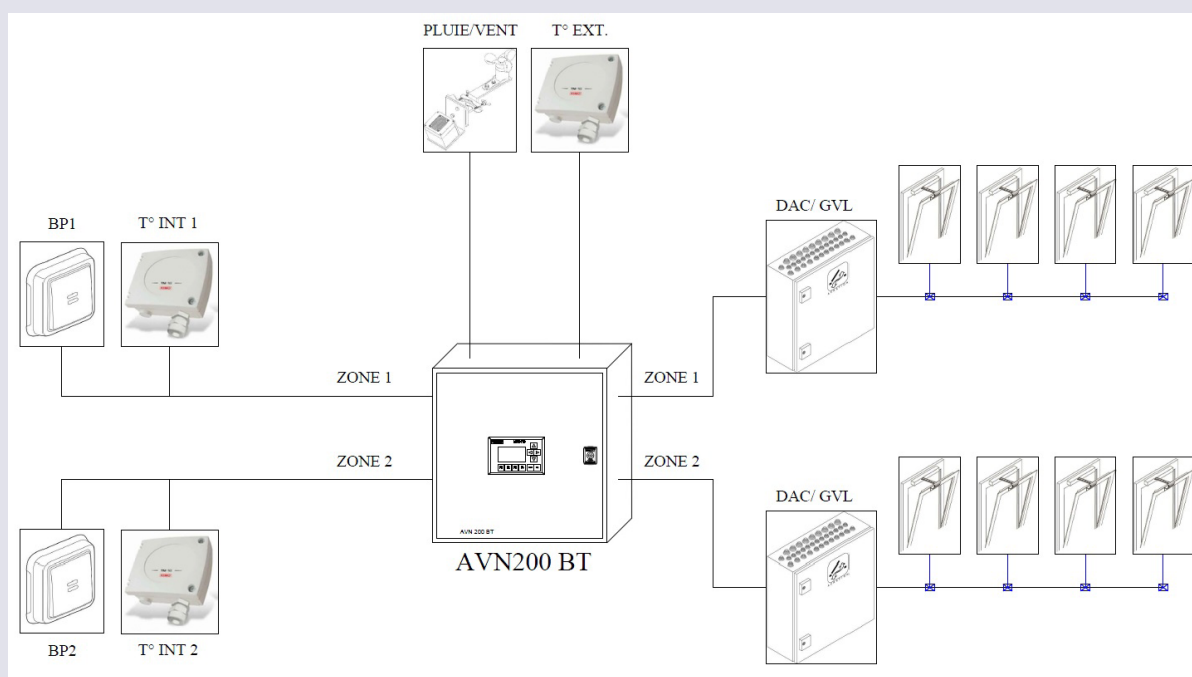 PLUIE/VENT
T° EXT.
BP1
T° INT 1
DAC/ GVL
ZONE 1
ZONE 1
ZONE 2
ZONE 2
DAC/ GVL
AVN 200 BT
AVN200 BT
BP2
T° INT 2